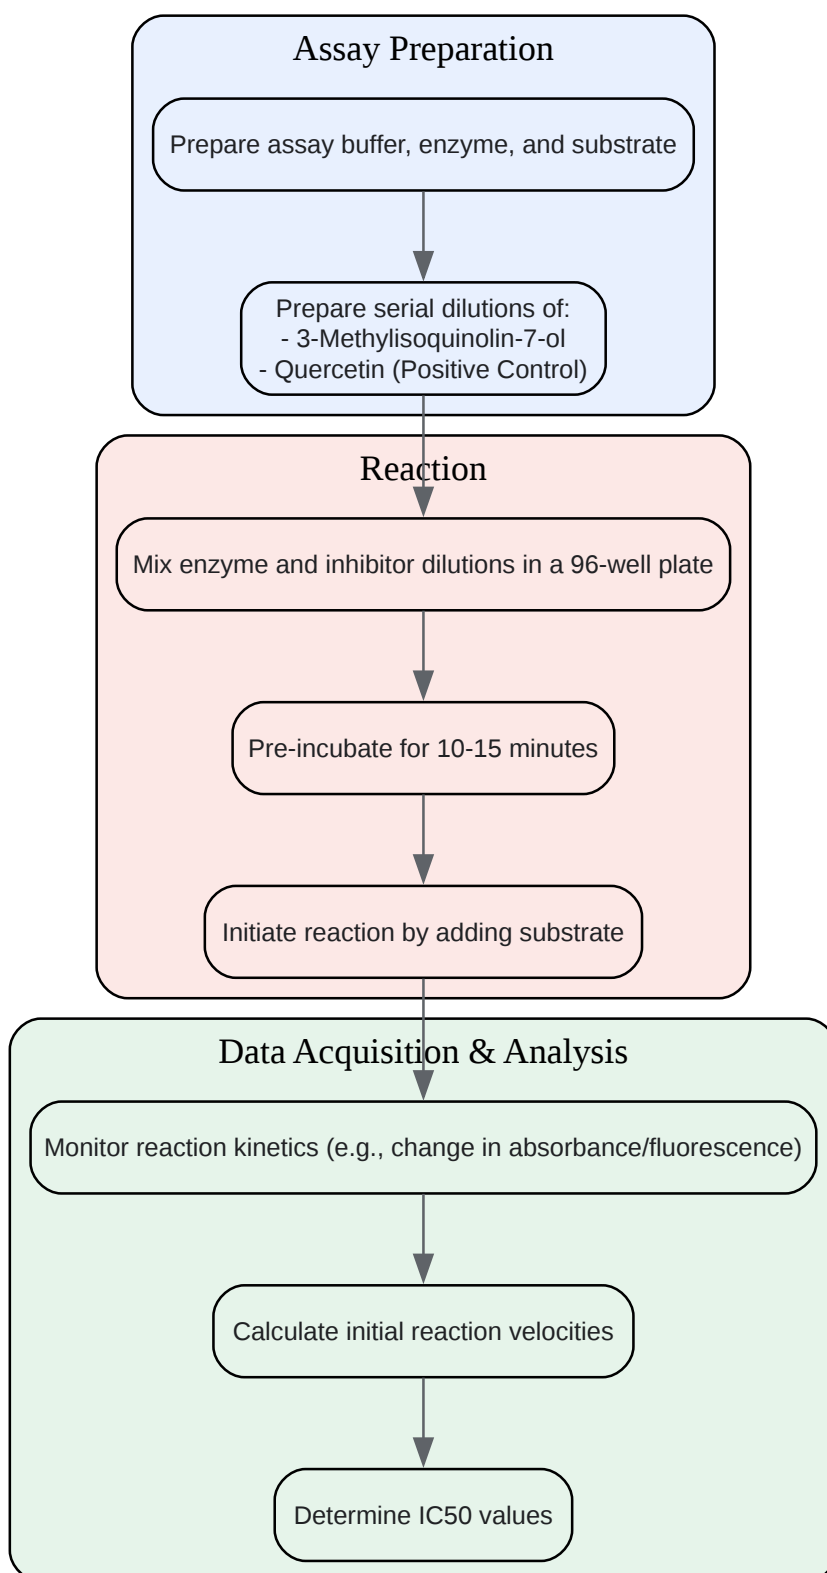 Assay Preparation
Prepare assay buffer, enzyme, and substrate
Prepare serial dilutions of:
- 3-Methylisoquinolin-7-ol
- Quercetin (Positive Control)
Reaction
Mix enzyme and inhibitor dilutions in a 96-well plate
Pre-incubate for 10-15 minutes
Initiate reaction by adding substrate
Data Acquisition & Analysis
Monitor reaction kinetics (e.g., change in absorbance/fluorescence)
Calculate initial reaction velocities
Determine IC50 values